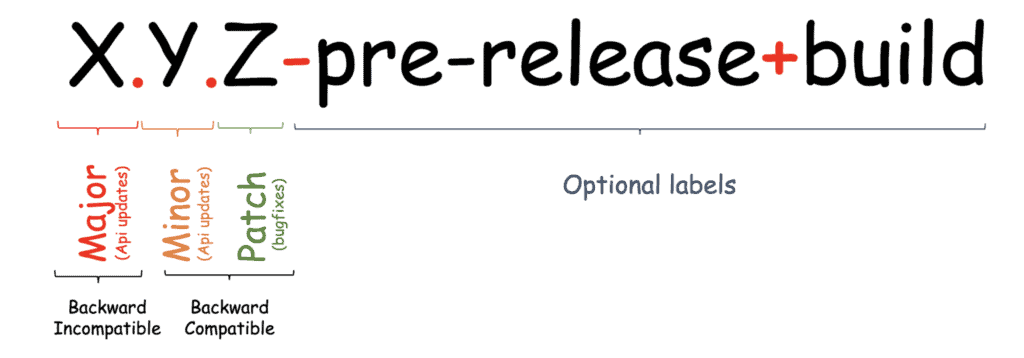 X.Y.Z-pre-release+build
Major
(Api updates)
Minor
(Api updates)
Patch
(bugfixes)
Optional labels
Backward
Incompatible
Backward
Compatible